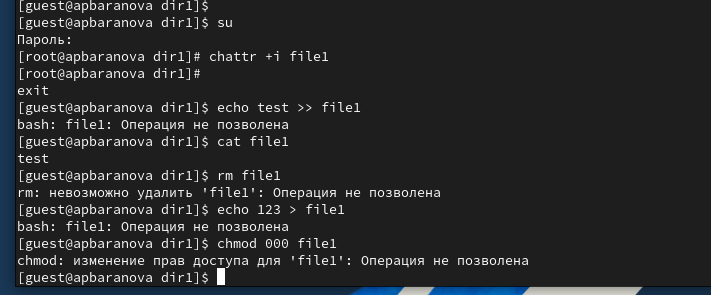 [guest@apbaranova dir1]$
[guest@apbaranova dir1]$ su
Пароль:
[root@apbaranova dir1]# chattr +i file1
[root@apbaranova dir1]#
exit
[guest@apbaranova dir1]$ echo test >> file1
bash: file1: Операция не позволена
[guest@apbaranova dir1]$ cat file1
test
[guest@apbaranova dir1]$ rm file1
rm: невозможно удалить 'file1': Операция не позволена
[guest@apbaranova dir1]$ echo 123 > file1
bash: file1: Операция не позволена
[guest@apbaranova dir1]$ chmod 000 file1
chmod: изменение прав доступа для 'file1': Операция не позволена
[guest@apbaranova dir1]$